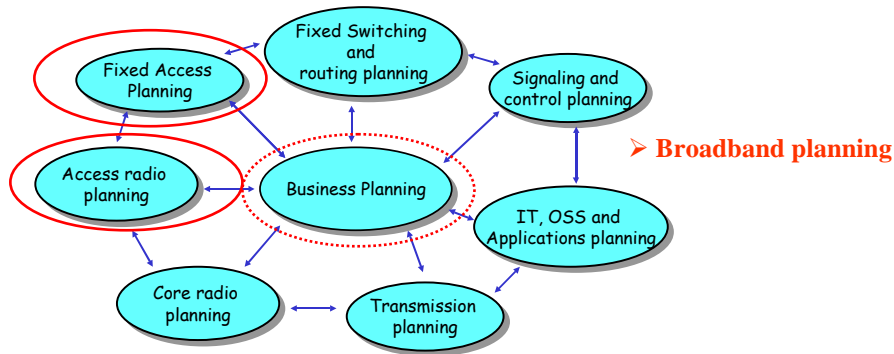 Fixed Switching
and
routing planning
Fixed Access
Planning
Signaling and
control planning
➢ Broadband planning
Access radio
planning
Business Planning
IT, OSS and
Applications planning
Core radio
planning
Transmission
planning